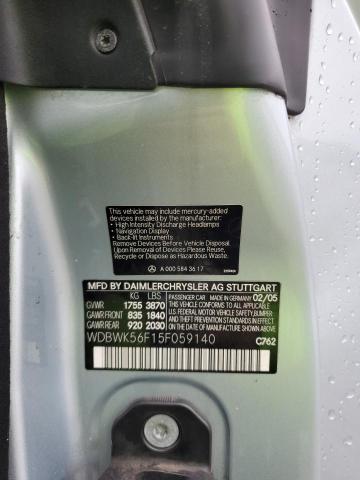 This vehicle may include mercury-added
devices installed by the manufacturer:
• High Intensity Discharge Headlamps
• Navigation Display
• Back-lit Instruments
Remove Devices Before Vehicle Disposal.
Upon Removal of Devices Please Reuse,
Recycle or Dispose as Hazardous Waste.
A 000 584 36 17
MFD BY DAIMLERCHRYSLER AG STUTTGART
KG LBS
GVWR 1755 3870
GAWR FRONT 835 1840
GAWR REAR 920 2030
MADE IN GERMANY 02/05
PASSENGER CAR
THIS VEHICLE CONFORMS TO ALL APPLICABLE
U.S. FEDERAL MOTOR VEHICLE SAFETY, BUMPER
AND THEFT PREVENTION STANDARDS IN EFFECT
ON THE DATE OF MANUFACTURE SHOWN ABOVE.
WDBWK56F15F059140
C762